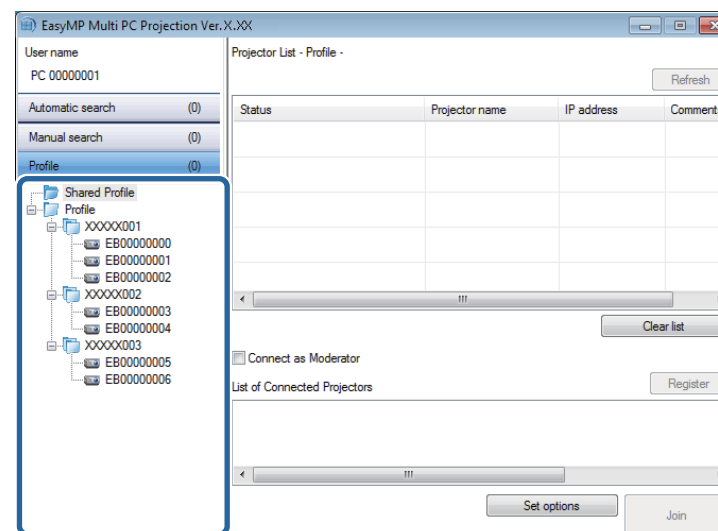 EasyMP Multi PC Projection Ver.X.XX
User name
PC 00000001
Automatic search (0)
Manual search (0)
Profile (0)
Shared Profile
Profile
XXXXX001
EB00000000
EB00000001
EB00000002
XXXXX002
EB00000003
EB00000004
XXXXX003
EB00000005
EB00000006
Projector List - Profile -
Refresh
Status Projector name IP address Comment
Clear list
Connect as Moderator
List of Connected Projectors
Register
Set options
Join